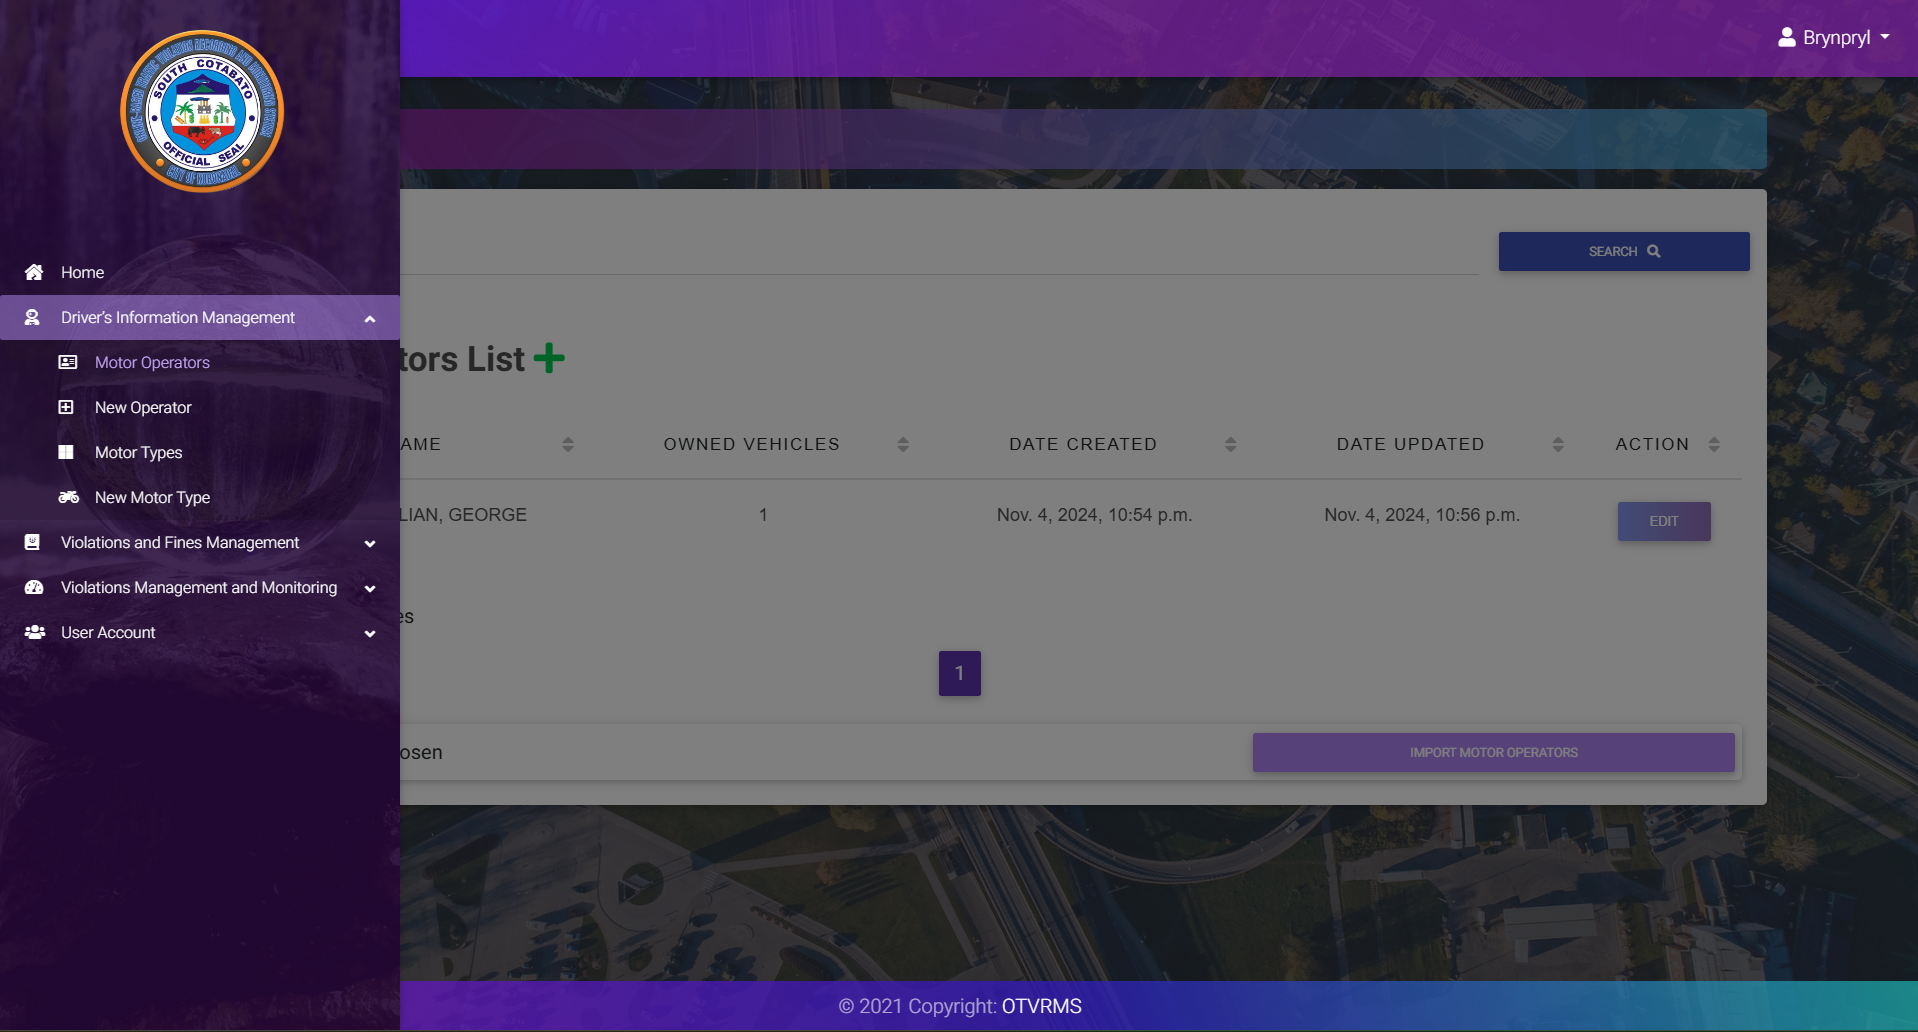 SOUTH COTABATO
OFFICIAL SEAL
CITY OF KORONADAL
Brynpryl
Home
Driver's Information Management
Motor Operators
New Operator
Motor Types
New Motor Type
Violations and Fines Management
Violations Management and Monitoring
User Account
SEARCH
tors List
AME OWNED VEHICLES DATE CREATED DATE UPDATED ACTION
LIAN, GEORGE 1 Nov. 4, 2024, 10:54 p.m. Nov. 4, 2024, 10:56 p.m. EDIT
es
1
osen IMPORT MOTOR OPERATORS
© 2021 Copyright: OTVRMS